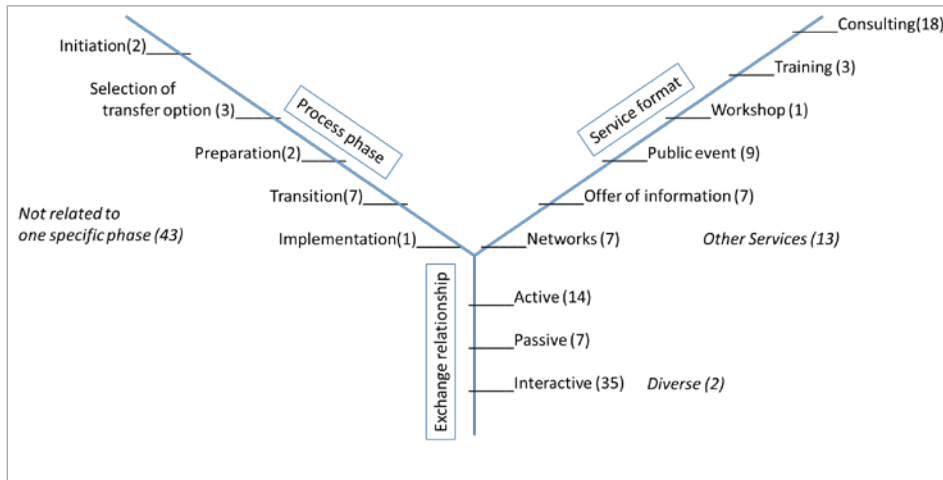 Initiation(2)
Selection of
transfer option (3)
Preparation(2)
Transition(7)
Implementation(1)
Not related to
one specific phase (43)
Process phase
Service format
Consulting(18)
Training (3)
Workshop (1)
Public event (9)
Offer of information (7)
Networks (7)
Other Services (13)
Exchange relationship
Active (14)
Passive (7)
Interactive (35)
Diverse (2)